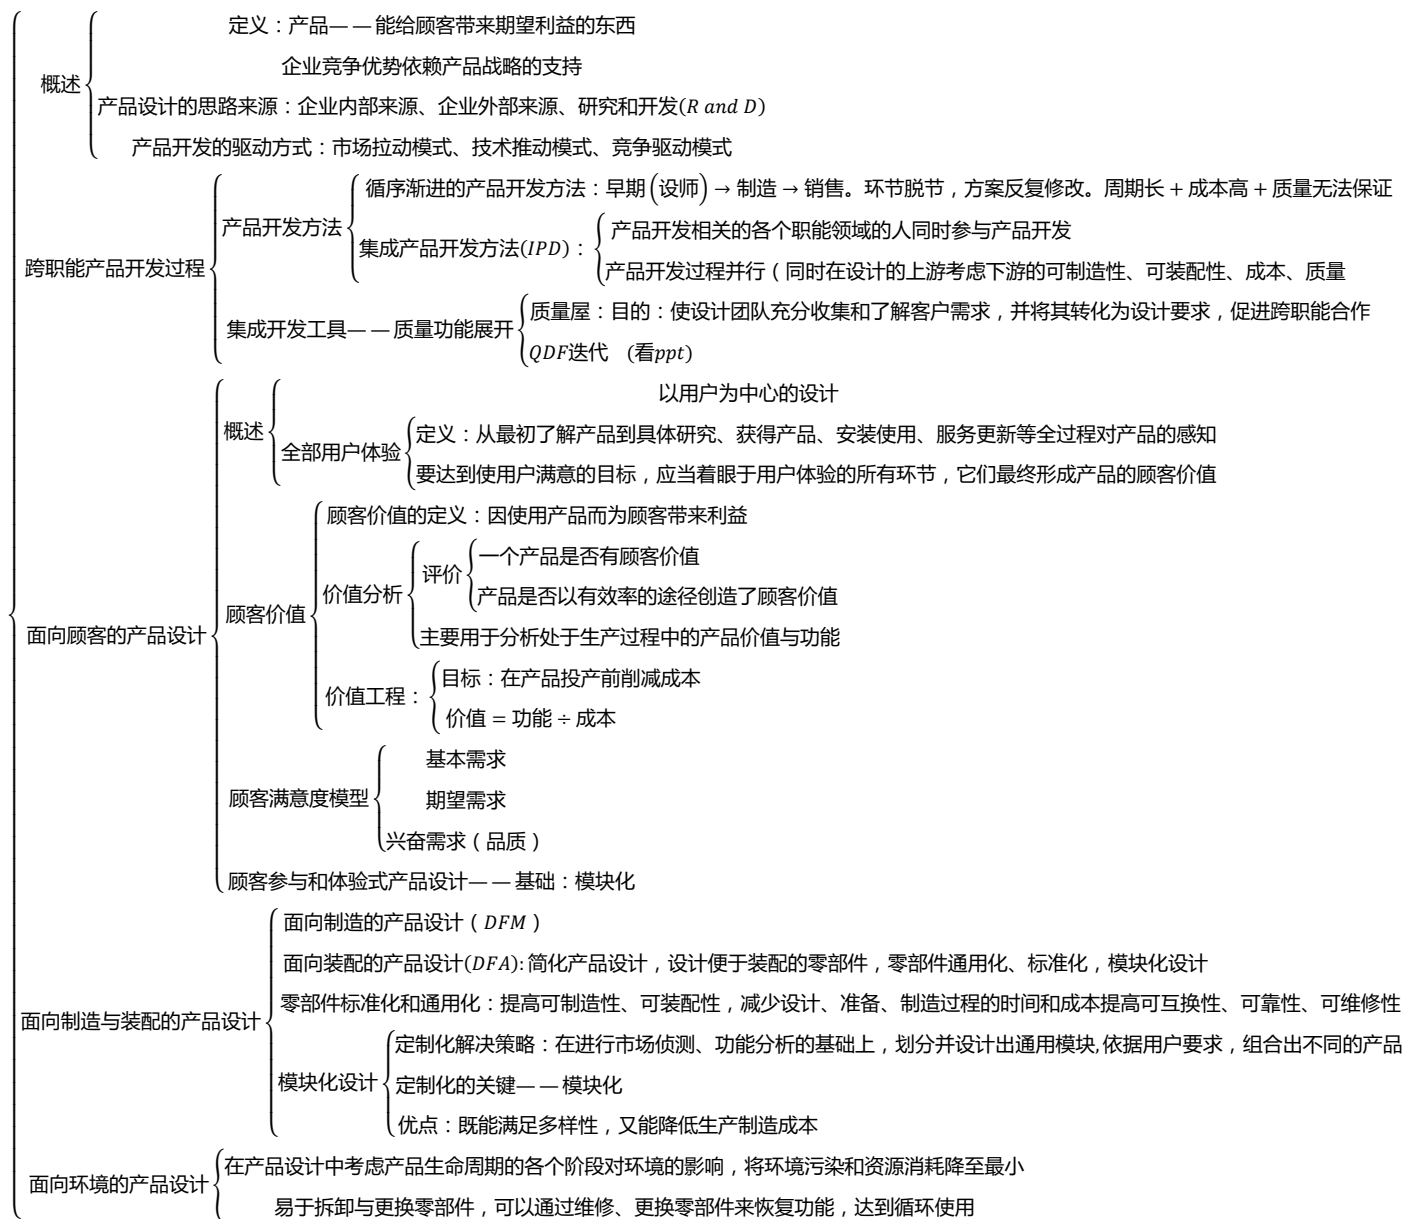 定义：产品——能给顾客带来期望利益的东西
企业竞争优势依赖产品战略的支持
概述
产品设计的思路来源：企业内部来源、企业外部来源、研究和开发(R and D)
产品开发的驱动方式：市场拉动模式、技术推动模式、竞争驱动模式
循序渐进的产品开发方法：早期(设师)→制造→销售。环节脱节，方案反复修改。周期长+成本高+质量无法保证
产品开发方法
产品开发相关的各个职能领域的人同时参与产品开发
集成产品开发方法(IPD)：
跨职能产品开发过程
产品开发过程并行（同时在设计的上游考虑下游的可制造性、可装配性、成本、质量
质量屋：目的：使设计团队充分收集和了解客户需求，并将其转化为设计要求，促进跨职能合作
集成开发工具——质量功能展开
QDF迭代 (看ppt)
以用户为中心的设计
概述
定义：从最初了解产品到具体研究、获得产品、安装使用、服务更新等全过程对产品的感知
全部用户体验
要达到使用户满意的目标，应当着眼于用户体验的所有环节，它们最终形成产品的顾客价值
顾客价值的定义：因使用产品而为顾客带来利益
一个产品是否有顾客价值
评价
价值分析
产品是否以有效率的途径创造了顾客价值
顾客价值
面向顾客的产品设计
主要用于分析处于生产过程中的产品价值与功能
目标：在产品投产前削减成本
价值工程：
价值=功能÷成本
基本需求
顾客满意度模型
期望需求
兴奋需求（品质）
顾客参与和体验式产品设计——基础：模块化
面向制造的产品设计（DFM）
面向装配的产品设计(DFA):简化产品设计，设计便于装配的零部件，零部件通用化、标准化，模块化设计
零部件标准化和通用化：提高可制造性、可装配性，减少设计、准备、制造过程的时间和成本提高可互换性、可靠性、可维修性
面向制造与装配的产品设计
定制化解决策略：在进行市场侦测、功能分析的基础上，划分并设计出通用模块,依据用户要求，组合出不同的产品
模块化设计
定制化的关键——模块化
优点：既能满足多样性，又能降低生产制造成本
在产品设计中考虑产品生命周期的各个阶段对环境的影响，将环境污染和资源消耗降至最小
面向环境的产品设计
易于拆卸与更换零部件，可以通过维修、更换零部件来恢复功能，达到循环使用